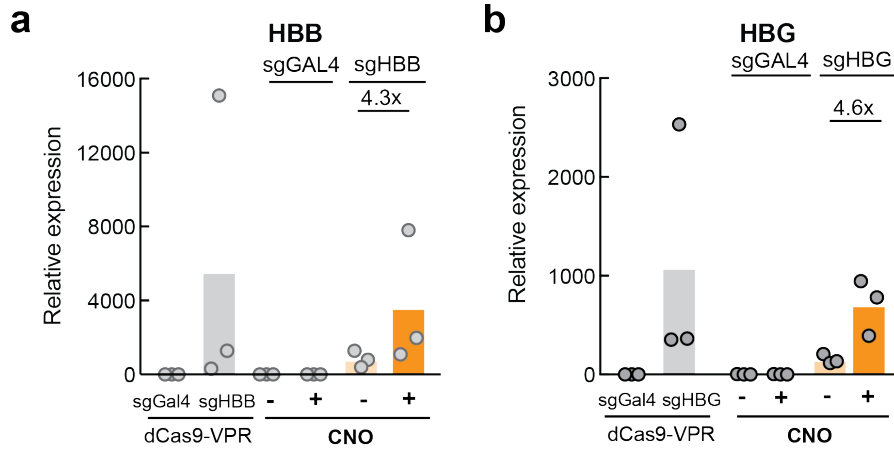 a
HBB
sgGAL4 sgHBB
4.3x
16000
12000
8000
4000
0
Relative expression
sgGal4 sgHBB - + - +
dCas9-VPR CNO
b
HBG
sgGAL4 sgHBG
4.6x
3000
2000
1000
0
Relative expression
sgGal4 sgHBG - + - +
dCas9-VPR CNO